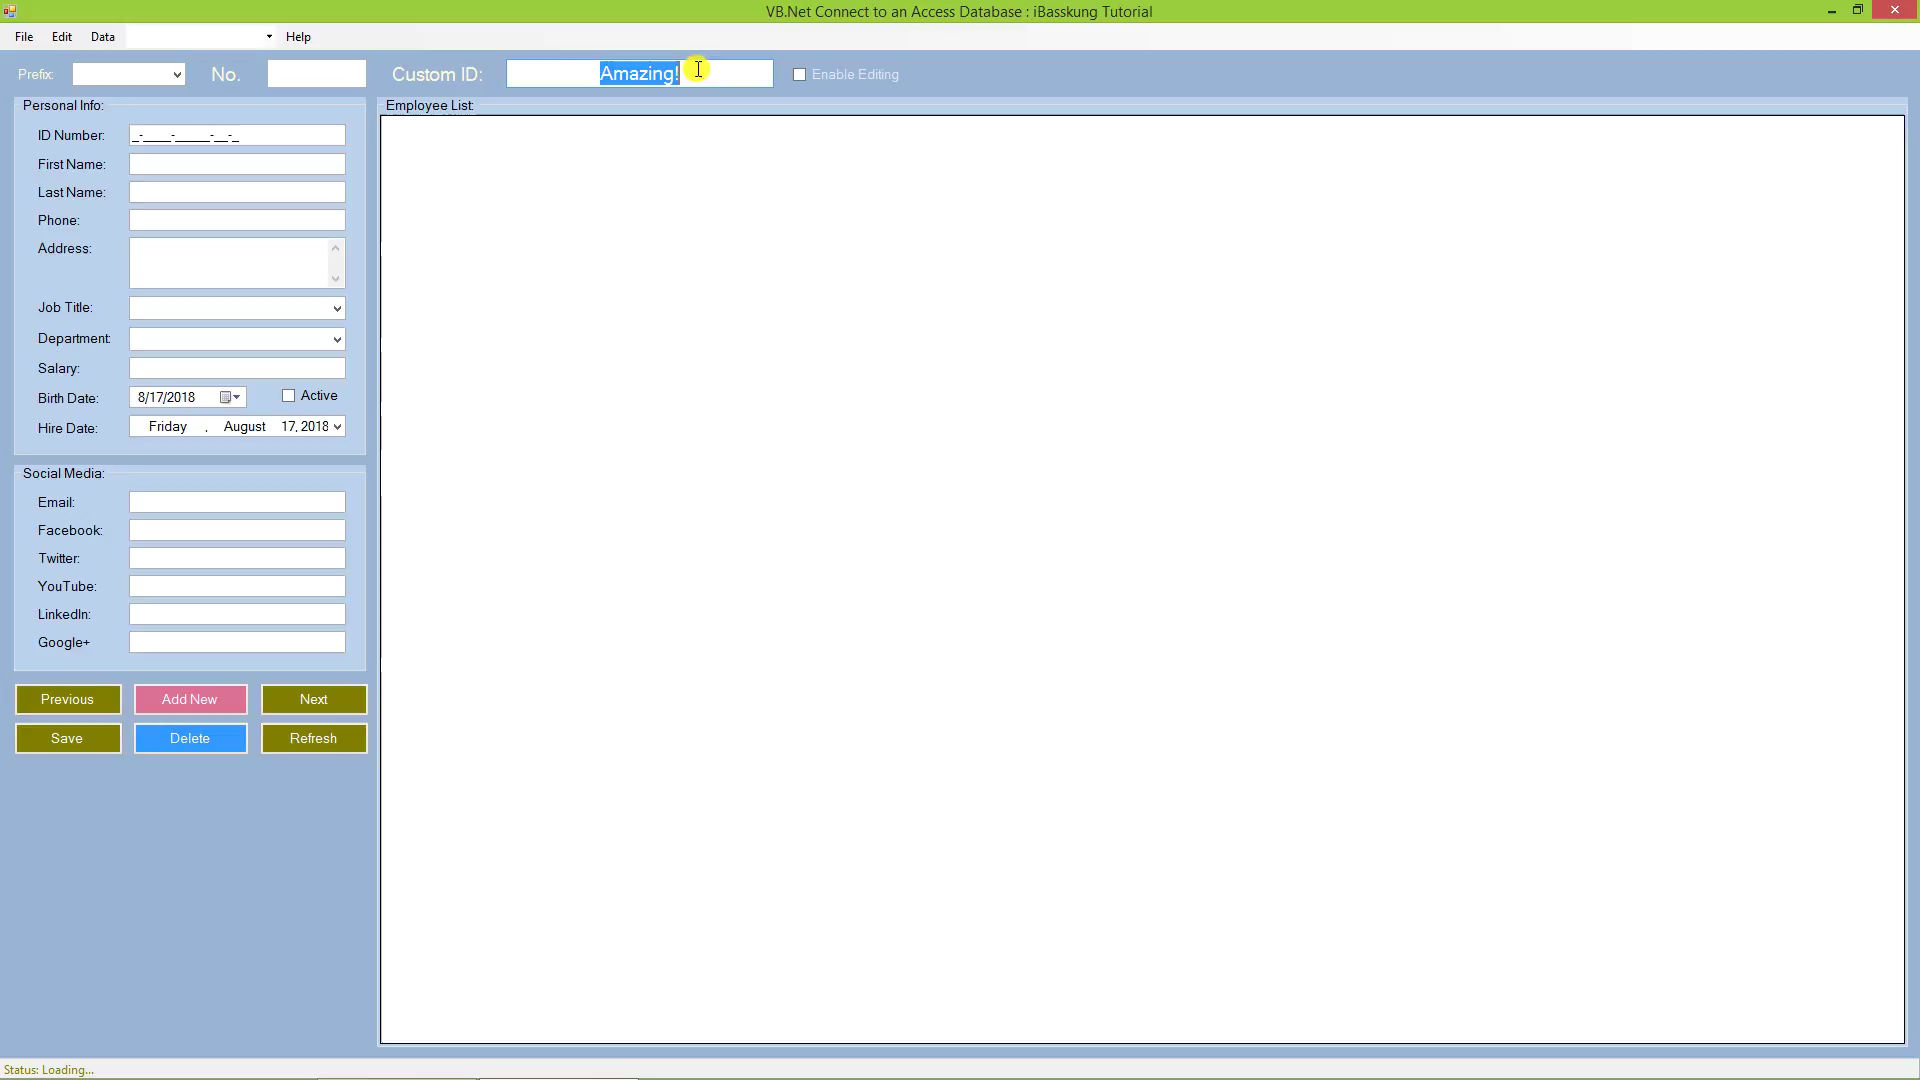 VB.Net Connect to an Access Database : iBasskung Tutorial
File Edit Data Help
Prefix: No. Custom ID: Amazing! Enable Editing
Personal Info:
ID Number: _-____-_____-__-_
First Name:
Last Name:
Phone:
Address:
Job Title:
Department:
Salary:
Birth Date: 8/17/2018 Active
Hire Date: Friday , August 17, 2018
Social Media:
Email:
Facebook:
Twitter:
YouTube:
LinkedIn:
Google+
Previous Add New Next
Save Delete Refresh
Employee List:
Status: Loading...